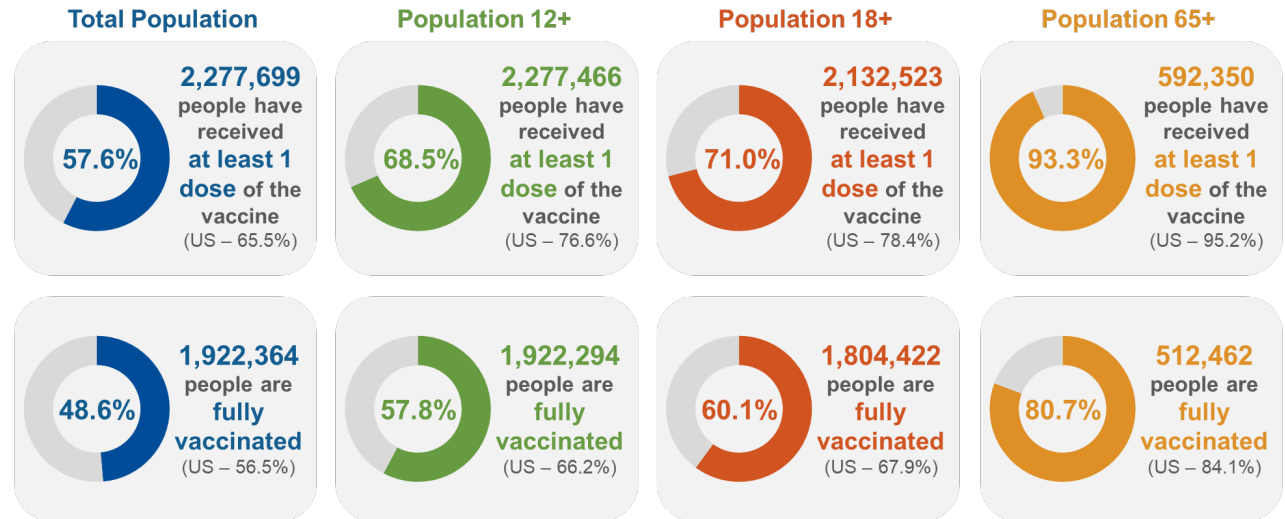 Total Population
Population 12+
Population 18+
Population 65+
57.6%
2,277,699
people have
received
at least 1
dose of the
vaccine
(US – 65.5%)
68.5%
2,277,466
people have
received
at least 1
dose of the
vaccine
(US – 76.6%)
71.0%
2,132,523
people have
received
at least 1
dose of the
vaccine
(US – 78.4%)
93.3%
592,350
people have
received
at least 1
dose of the
vaccine
(US – 95.2%)
48.6%
1,922,364
people are
fully
vaccinated
(US – 56.5%)
57.8%
1,922,294
people are
fully
vaccinated
(US – 66.2%)
60.1%
1,804,422
people are
fully
vaccinated
(US – 67.9%)
80.7%
512,462
people are
fully
vaccinated
(US – 84.1%)